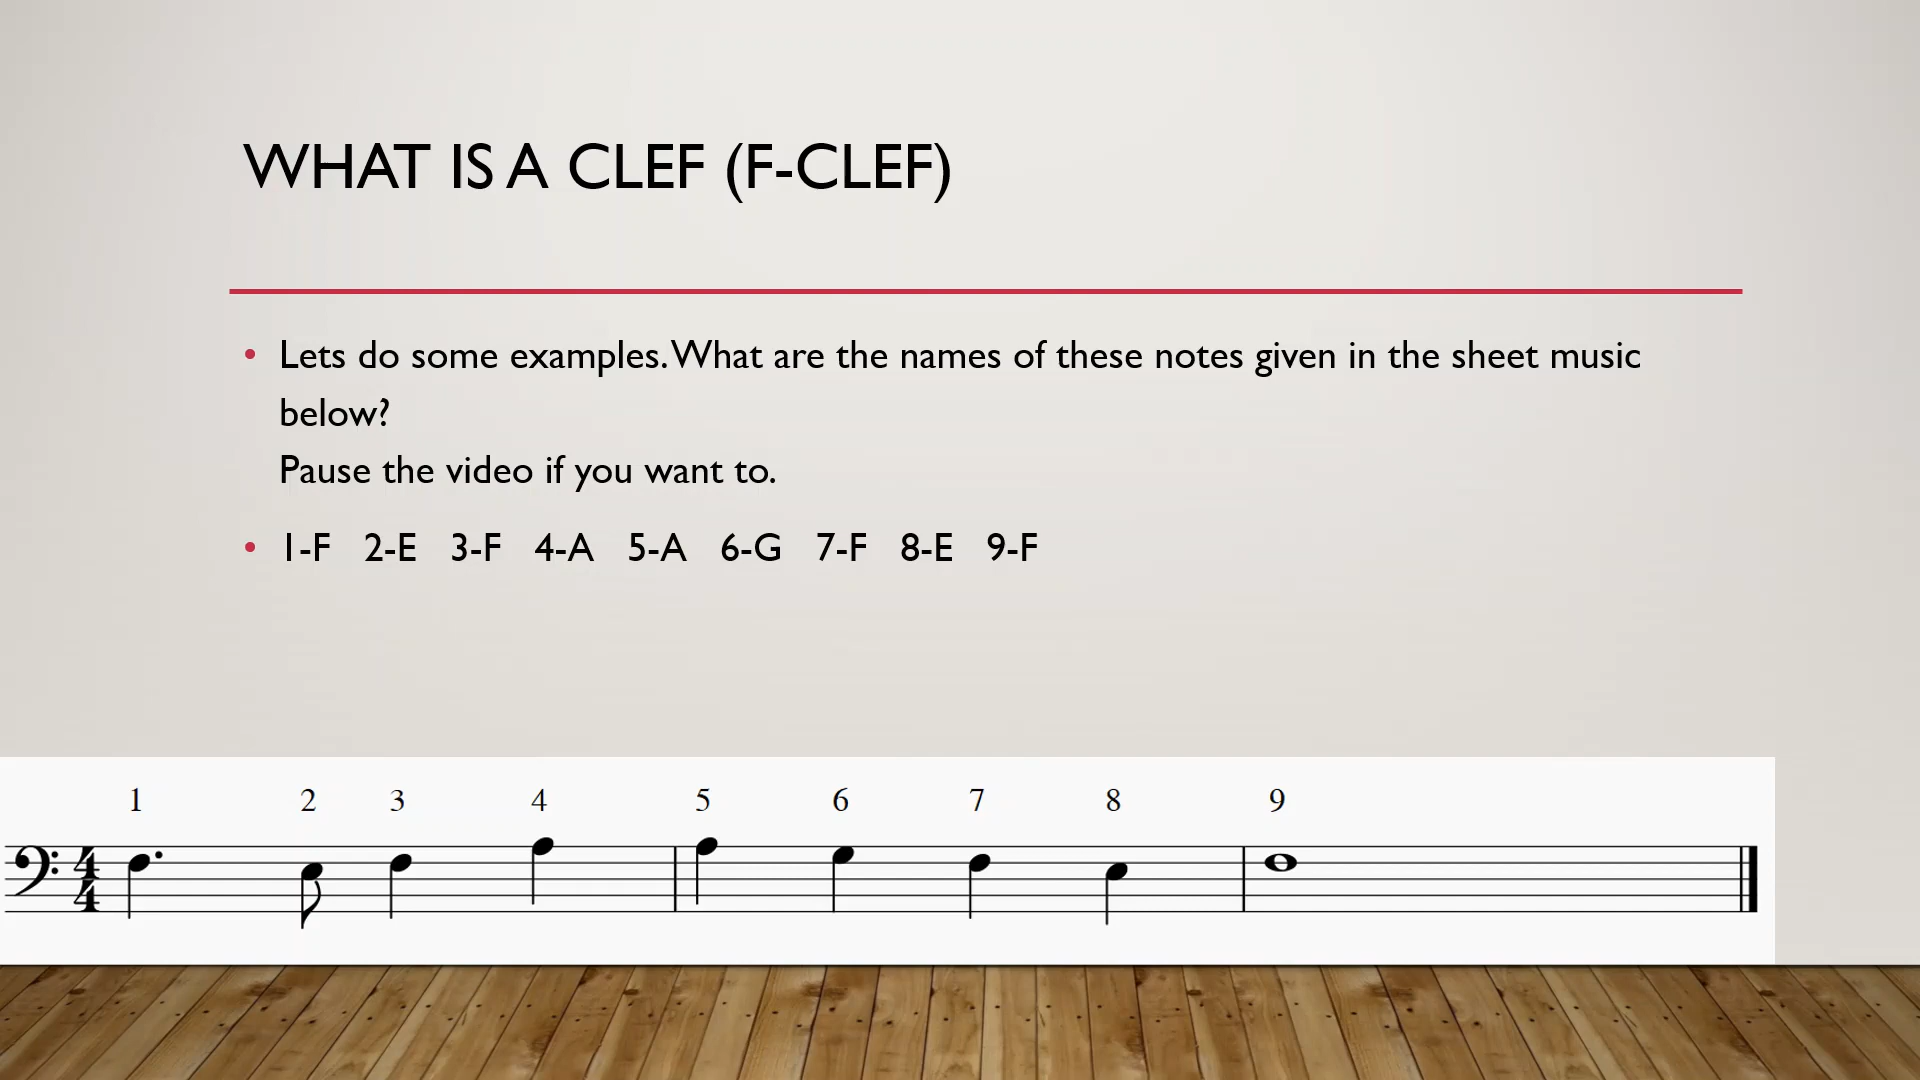 WHAT IS A CLEF (F-CLEF)
• Lets do some examples. What are the names of these notes given in the sheet music
below?
Pause the video if you want to.
• 1-F 2-E 3-F 4-A 5-A 6-G 7-F 8-E 9-F
1 2 3 4 5 6 7 8 9
4
4